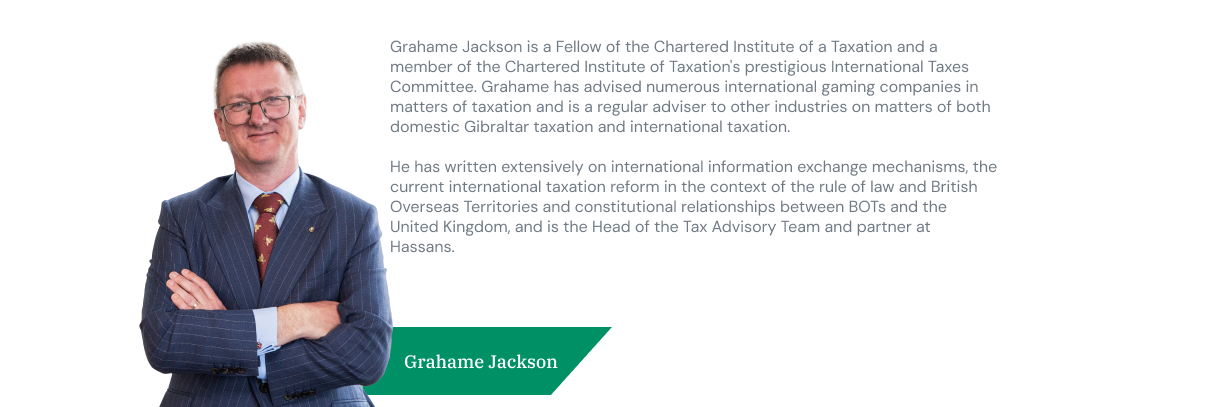 Grahame Jackson is a Fellow of the Chartered Institute of a Taxation and a
member of the Chartered Institute of Taxation's prestigious International Taxes
Committee. Grahame has advised numerous international gaming companies in
matters of taxation and is a regular adviser to other industries on matters of both
domestic Gibraltar taxation and international taxation.
He has written extensively on international information exchange mechanisms, the
current international taxation reform in the context of the rule of law and British
Overseas Territories and constitutional relationships between BOTs and the
United Kingdom, and is the Head of the Tax Advisory Team and partner at
Hassans.
Grahame Jackson